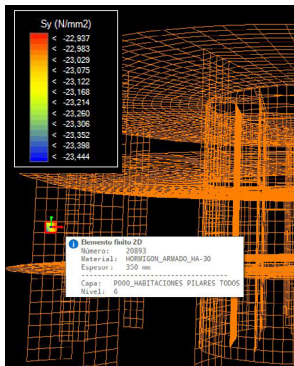 Sy (N/mm2)
< -22,937
< -22,983
< -23,029
< -23,075
< -23,122
< -23,168
< -23,214
< -23,260
< -23,306
< -23,352
< -23,398
< -23,444
Elemento finito 2D
Número: 20893
Material: HORMIGON_ARMADO_HA-30
Espesor: 350 mm
--------------------------------
Capa: P000_HABITACIONES PILARES TODOS
Nivel: 6